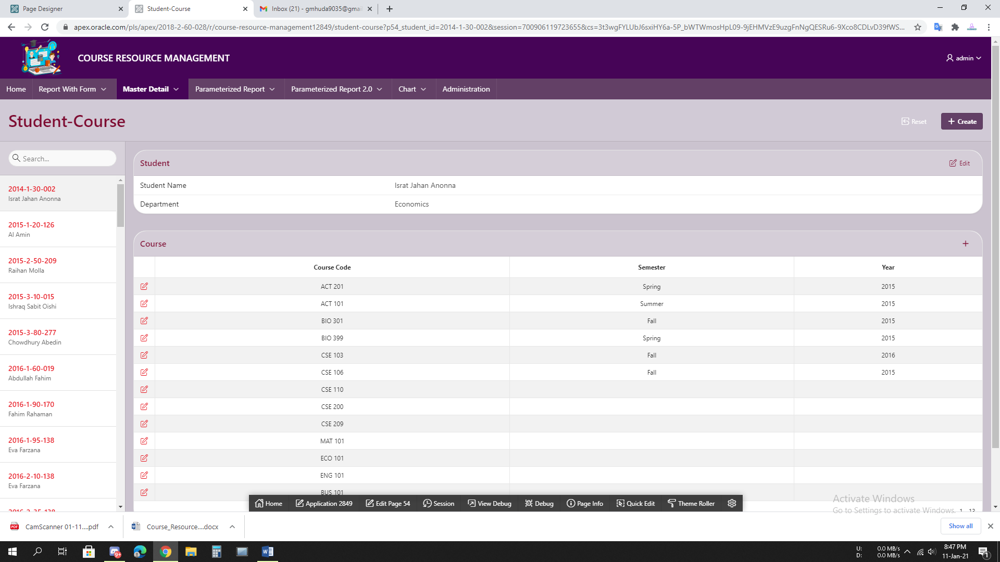 Page Designer
Student-Course
Inbox (21) - gmhuda9035@gmai
apex.oracle.com/pls/apex/2018-2-60-028/r/course-resource-management12849/student-course?p54_student_id=2014-1-30-002&session=700906119723655&cs=3t3wgFYLUbJ6sxiHY6a-5P_bWTWmosHpL09-9jEHMVzE9uzgFnNgQESRu6-9Xco8CDLvD39fWS...
COURSE RESOURCE MANAGEMENT
admin
Home Report With Form Master Detail Parameterized Report Parameterized Report 2.0 Chart Administration
Student-Course
Reset
Create
Search...
2014-1-30-002
Israt Jahan Anonna
2015-1-20-126
Al Amin
2015-2-50-209
Raihan Molla
2015-3-10-015
Ishraq Sabit Oishi
2015-3-80-277
Chowdhury Abedin
2016-1-60-019
Abdullah Fahim
2016-1-90-170
Fahim Rahaman
2016-1-95-138
Eva Farzana
2016-2-10-138
Eva Farzana
Student
Edit
Student Name Israt Jahan Anonna
Department Economics
Course
Course Code Semester Year
ACT 201 Spring 2015
ACT 101 Summer 2015
BIO 301 Fall 2015
BIO 399 Spring 2015
CSE 103 Fall 2016
CSE 106 Fall 2015
CSE 110
CSE 200
CSE 209
MAT 101
ECO 101
ENG 101
BUS 101
1 - 13
Home Application 2849 Edit Page 54 Session View Debug Debug Page Info Quick Edit Theme Roller
Activate Windows
Go to Settings to activate Windows.
CamScanner 01-11....pdf
Course_Resource....docx
Show all
9+
U: 0.0 MB/s
D: 0.0 MB/s
8:47 PM
11-Jan-21
1